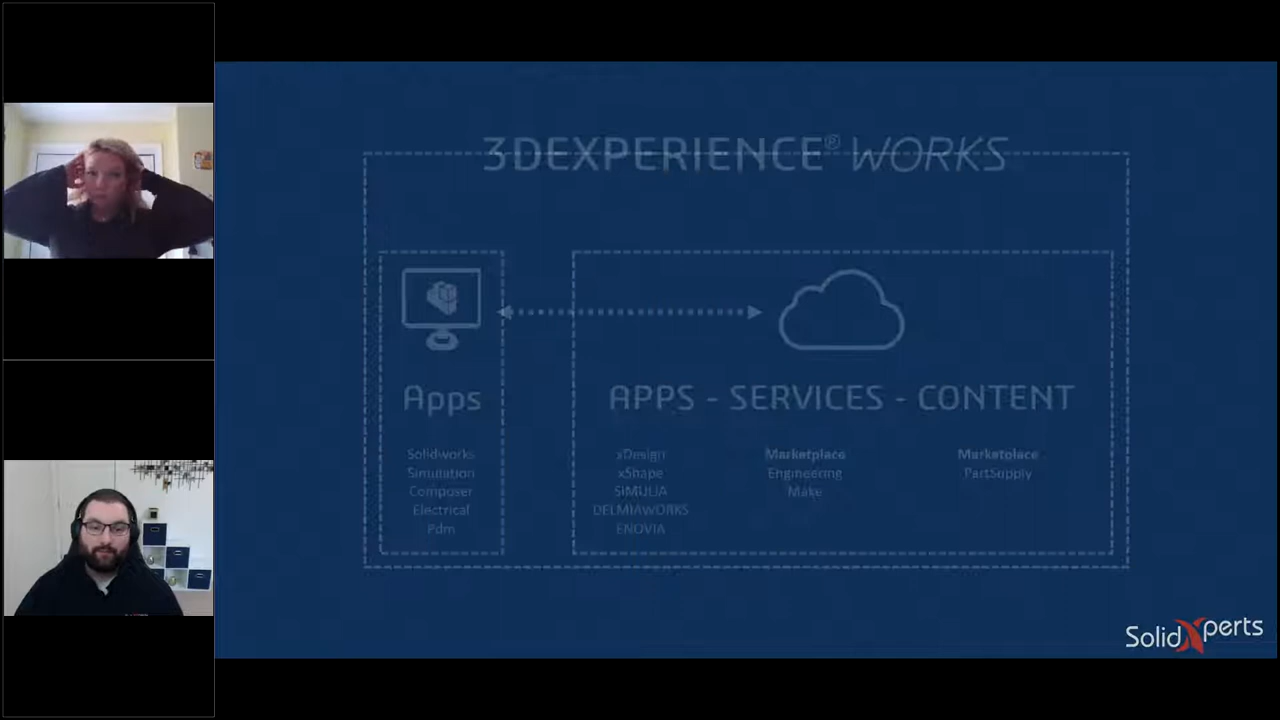 3DEXPERIENCE® WORKS
Apps
Solidworks
Simulation
Composer
Electrical
Pdm
APPS - SERVICES - CONTENT
xDesign
xShape
SIMULIA
DELMIAWORKS
ENOVIA
Marketplace
Engineering
Make
Marketplace
PartSupply
SolidXperts